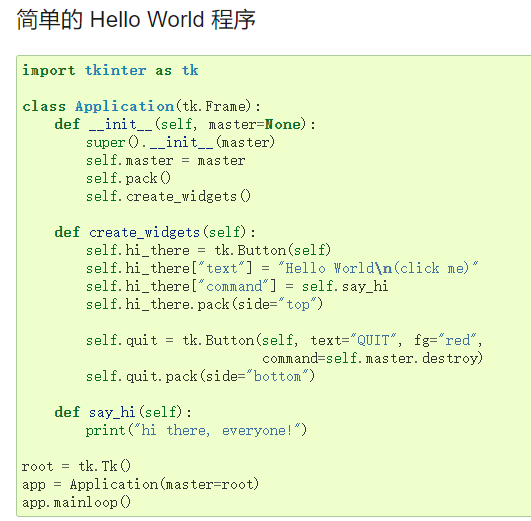 简单的 Hello World 程序
import tkinter as tk
class Application(tk.Frame):
    def __init__(self, master=None):
        super().__init__(master)
        self.master = master
        self.pack()
        self.create_widgets()
    def create_widgets(self):
        self.hi_there = tk.Button(self)
        self.hi_there["text"] = "Hello World\n(click me)"
        self.hi_there["command"] = self.say_hi
        self.hi_there.pack(side="top")
        self.quit = tk.Button(self, text="QUIT", fg="red",
                              command=self.master.destroy)
        self.quit.pack(side="bottom")
    def say_hi(self):
        print("hi there, everyone!")
root = tk.Tk()
app = Application(master=root)
app.mainloop()